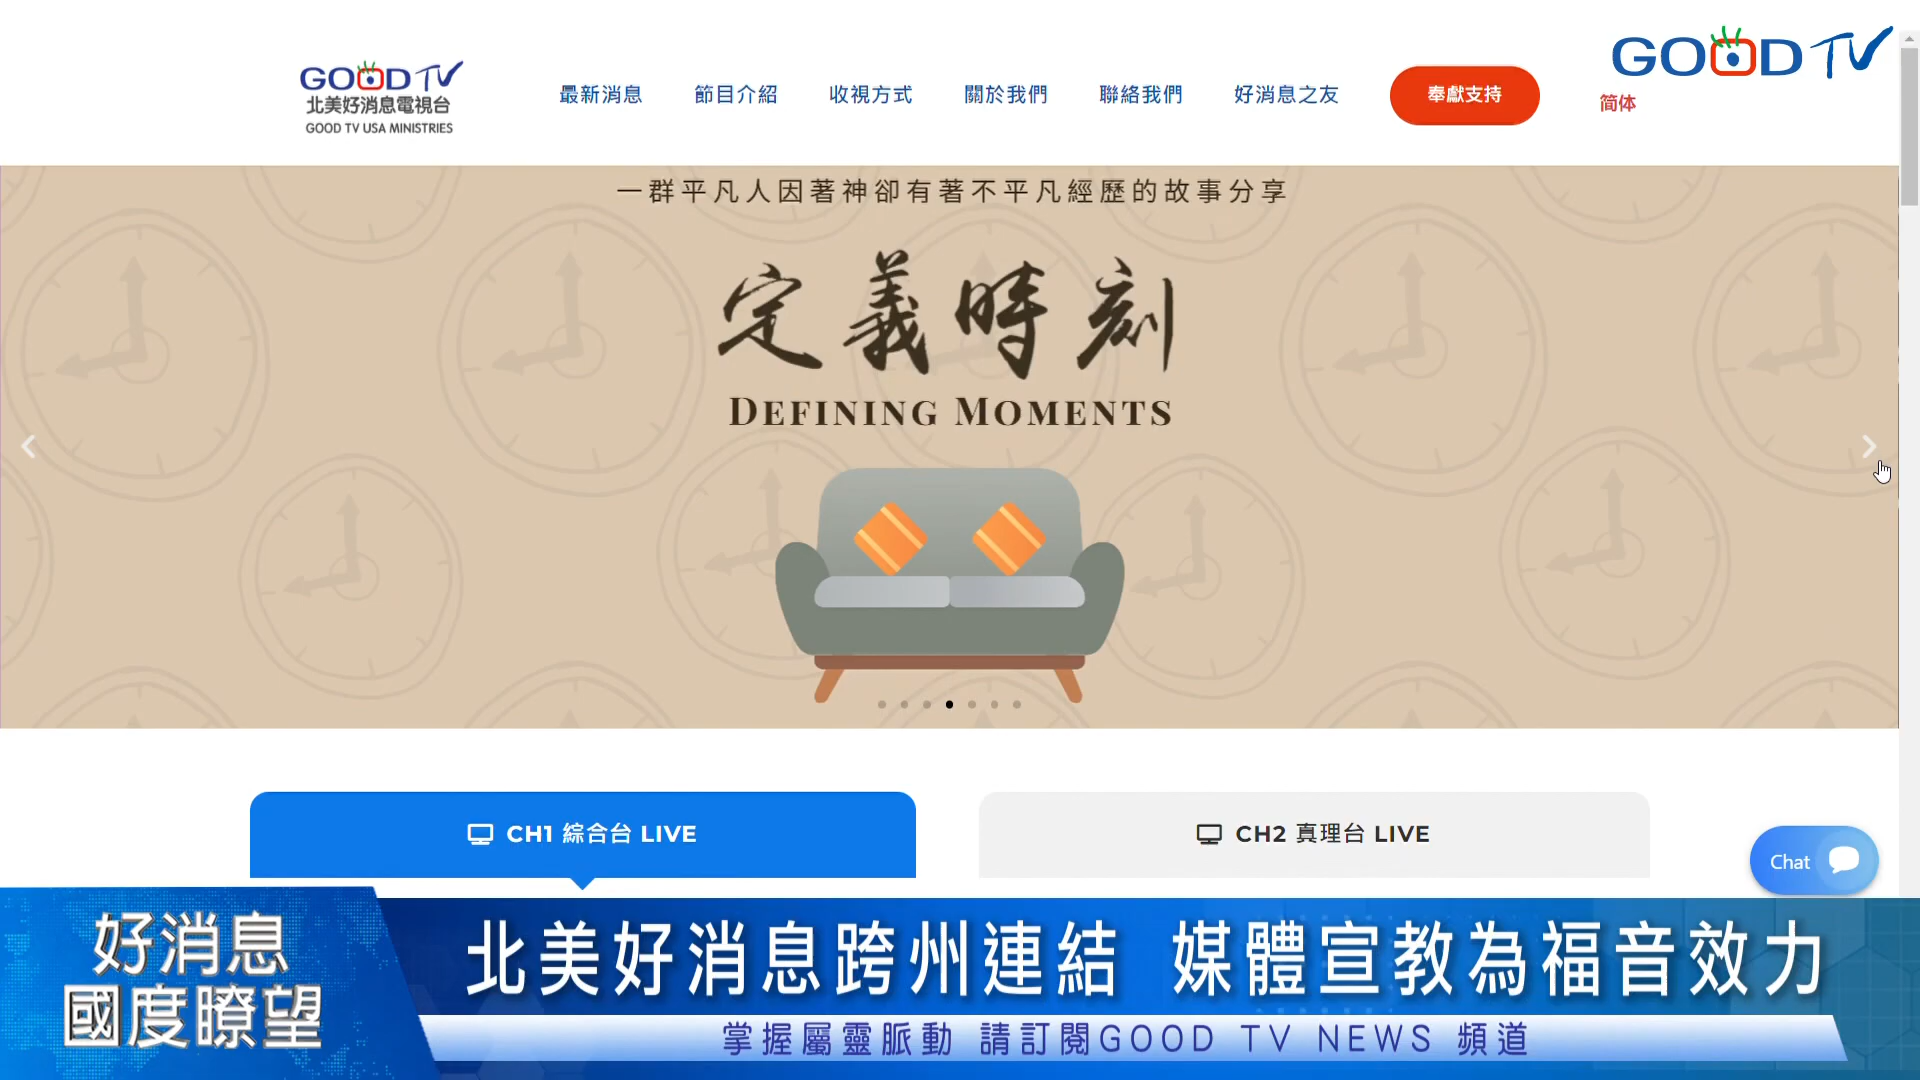 GOOD TV
北美好消息電視台
GOOD TV USA MINISTRIES
最新消息
節目介紹
收視方式
關於我們
聯絡我們
好消息之友
奉獻支持
GOOD TV
简体
一群平凡人因著神卻有著不平凡經歷的故事分享
定義時刻
DEFINING MOMENTS
CH1 綜合台 LIVE
CH2 真理台 LIVE
Chat
好消息
國度瞭望
北美好消息跨州連結 媒體宣教為福音效力
掌握屬靈脈動 請訂閱GOOD TV NEWS 頻道